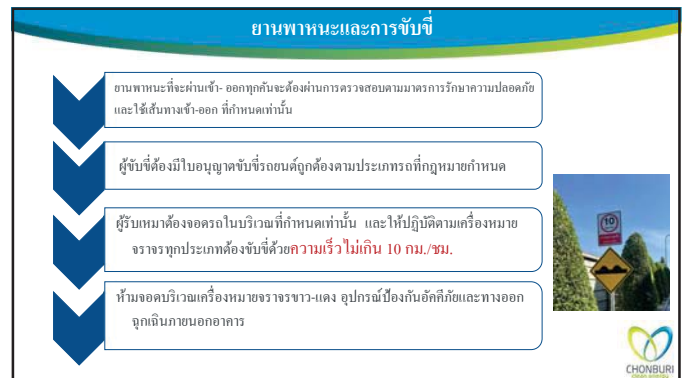 ยานพาหนะและการขับขี่
ยานพาหนะที่จะผ่านเข้า- ออกทุกคันจะต้องผ่านการตรวจสอบตามมาตรการรักษาความปลอดภัย
และใช้เส้นทางเข้า-ออก ที่กำหนดเท่านั้น
ผู้ขับขี่ต้องมีใบอนุญาตขับขี่รถยนต์ถูกต้องตามประเภทรถที่กฎหมายกำหนด
ผู้รับเหมาต้องจอดรถในบริเวณที่กำหนดเท่านั้น และให้ปฏิบัติตามเครื่องหมาย
จราจรทุกประเภทต้องขับขี่ด้วยความเร็วไม่เกิน 10 กม./ชม.
ห้ามจอดบริเวณเครื่องหมายจราจรขาว-แดง อุปกรณ์ป้องกันอัคคีภัยและทางออก
ฉุกเฉินภายนอกอาคาร
10
CHONBURI